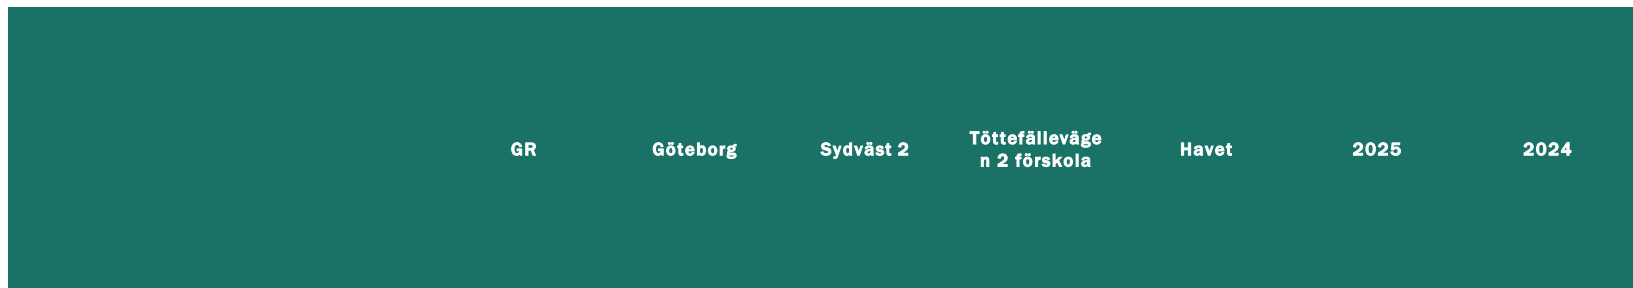 GR Göteborg Sydväst 2 Töttefälleväge Havet 2025 2024
n 2 förskola